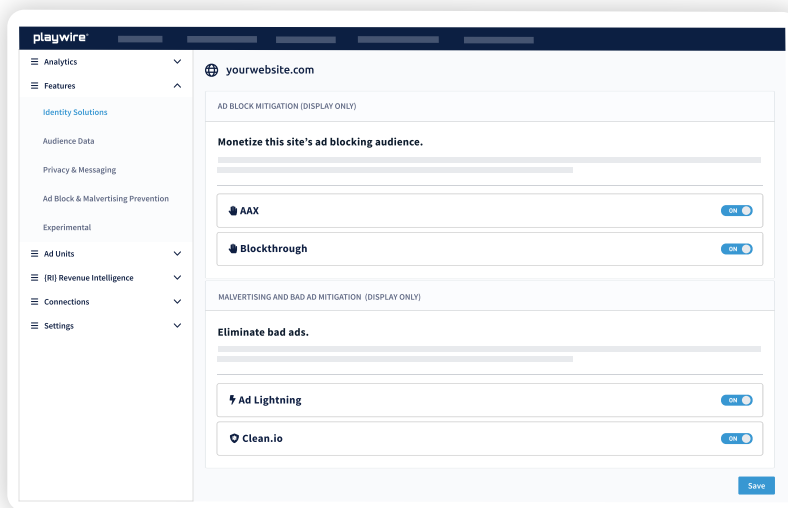 playwire®
Analytics
Features
Identity Solutions
Audience Data
Privacy & Messaging
Ad Block & Malvertising Prevention
Experimental
Ad Units
(RI) Revenue Intelligence
Connections
Settings
yourwebsite.com
AD BLOCK MITIGATION (DISPLAY ONLY)
Monetize this site's ad blocking audience.
AAX
ON
Blockthrough
ON
MALVERTISING AND BAD AD MITIGATION (DISPLAY ONLY)
Eliminate bad ads.
Ad Lightning
ON
Clean.io
ON
Save